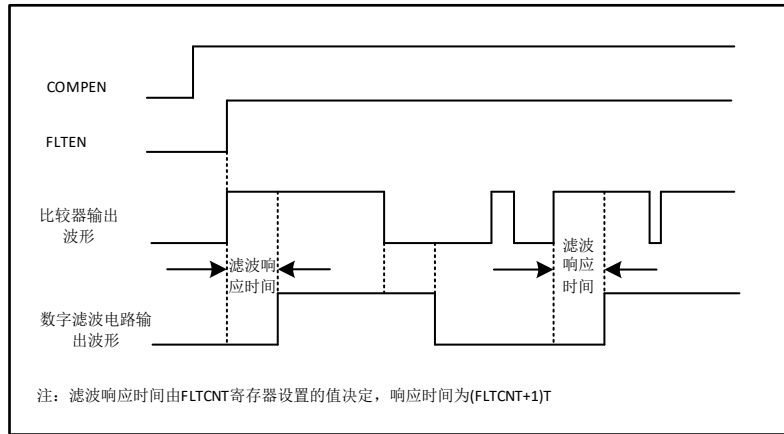 COMPEN
FLTEN
比较器输出
波形
滤波响
应时间
滤波
响应
时间
数字滤波电路输
出波形
注：滤波响应时间由FLTCNT寄存器设置的值决定，响应时间为(FLTCNT+1)T